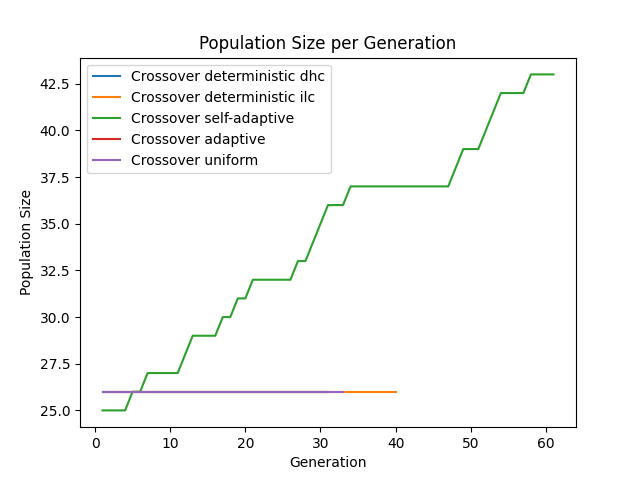 Population Size per Generation
Crossover deterministic dhc
Crossover deterministic ilc
Crossover self-adaptive
Crossover adaptive
Crossover uniform
Population Size
42.5
40.0
37.5
35.0
32.5
30.0
27.5
25.0
0 10 20 30 40 50 60
Generation